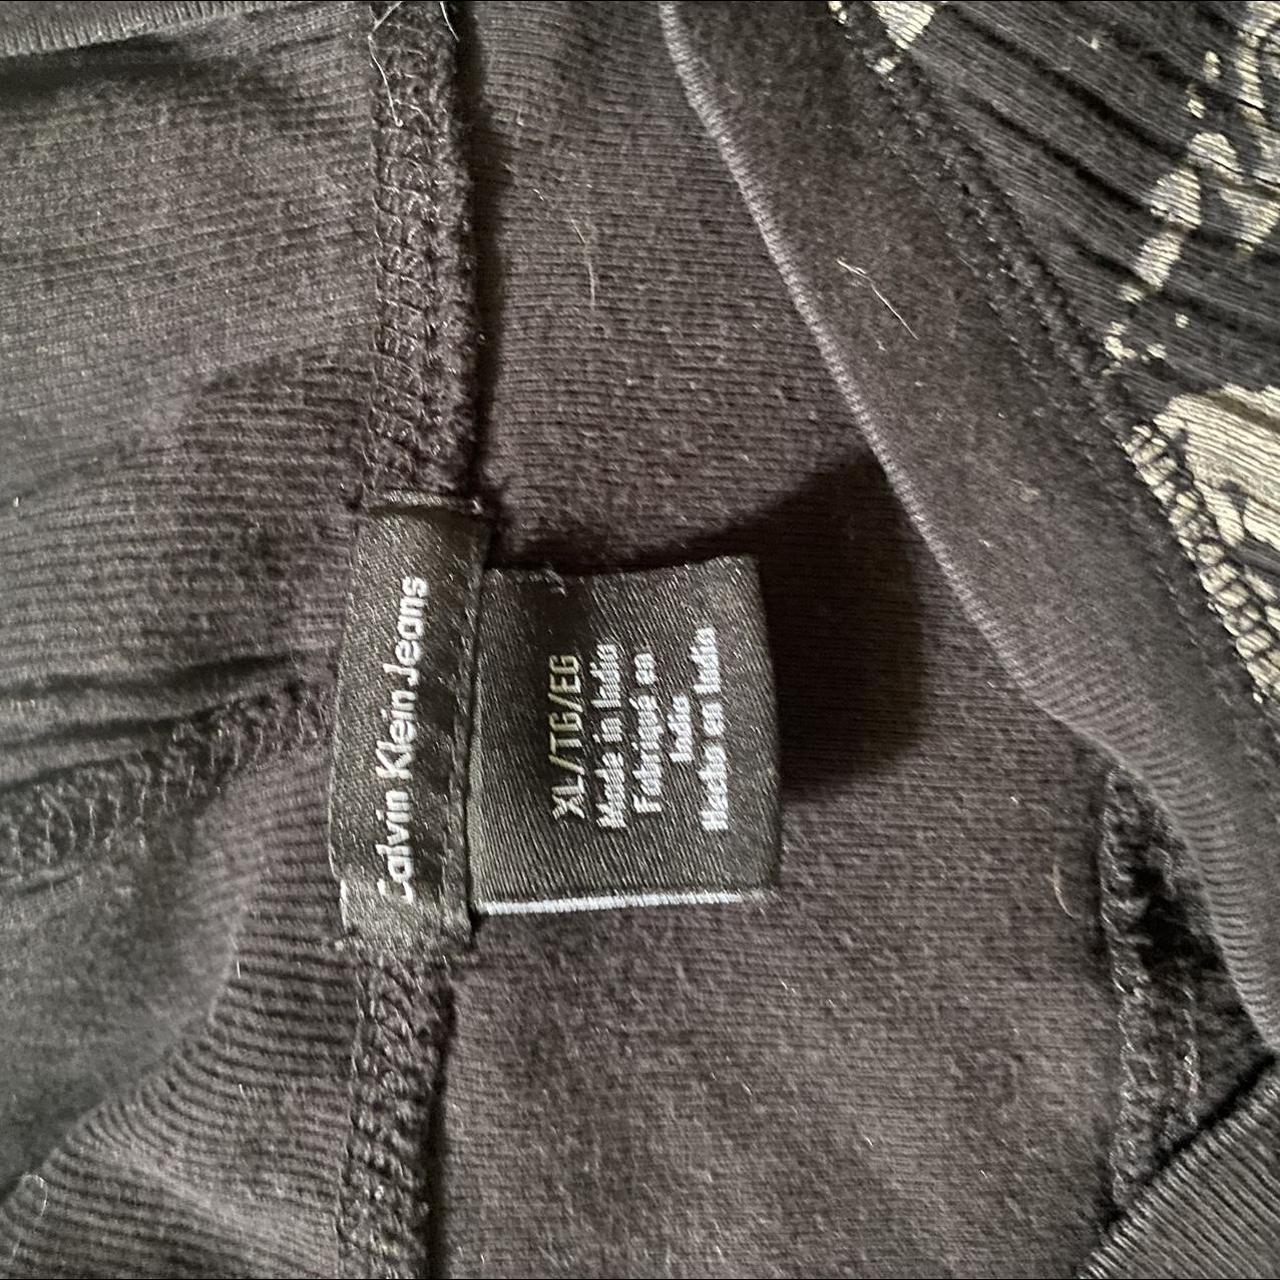 Calvin Klein Jeans
XL/TG/EG
Made in India
Fabriqué en
Inde
Hecho en India